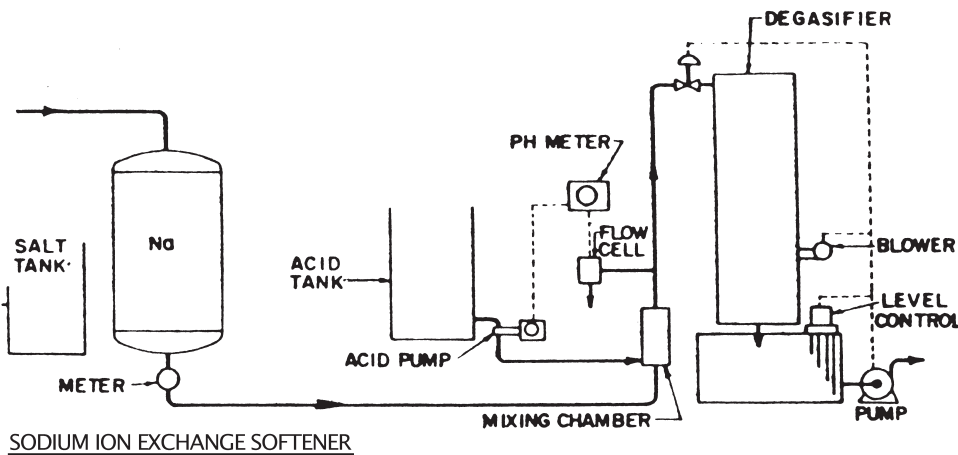 DEGASIFIER
PH METER
Na
SALT
TANK
FLOW
CELL
ACID
TANK
BLOWER
LEVEL
CONTROL
ACID PUMP
METER
MIXING CHAMBER
PUMP
SODIUM ION EXCHANGE SOFTENER